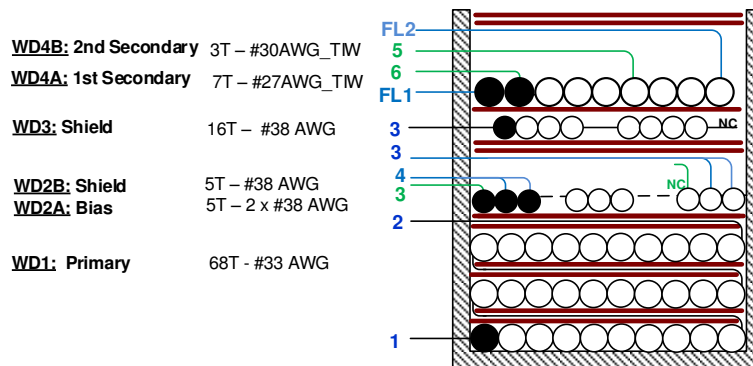 FL2
WD4B: 2nd Secondary 3T – #30AWG_TIW
5
WD4A: 1st Secondary 7T – #27AWG_TIW
6
FL1
WD3: Shield 16T – #38 AWG
3
NC
3
WD2B: Shield 5T – #38 AWG
4
NC
WD2A: Bias 5T – 2 x #38 AWG
3
2
WD1: Primary 68T - #33 AWG
1